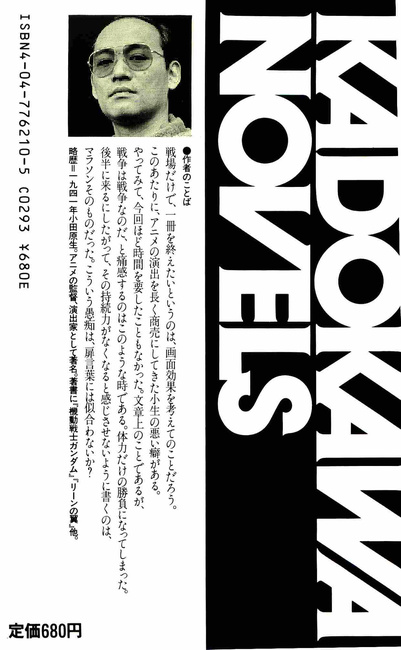 KADOKAWA
NOVELS
●作者のことば
戦場だけで、一冊を終えたいというのは、画面効果を考えてのことだろう。
このあたりに、アニメの演出を長く商売にしてきた小生の悪い癖がある。
やってみて、今回ほど時間を要したこともなかった。文章上のことであるが、
戦争は戦争なのだ、と痛感するのはこのような時である。体力だけの勝負になってしまった。
後半に来るにしたがって、その持続力がなくなると感じさせないように書くのは、
マラソンそのものだった。こういう愚痴は、扉言葉には似合わないか?
略歴=一九四一年小田原生。アニメの監督、演出家として著名。著書に『機動戦士ガンダム』『リーンの翼』他。
ISBN4-04-776210-5 C0293 ¥680E
定価680円